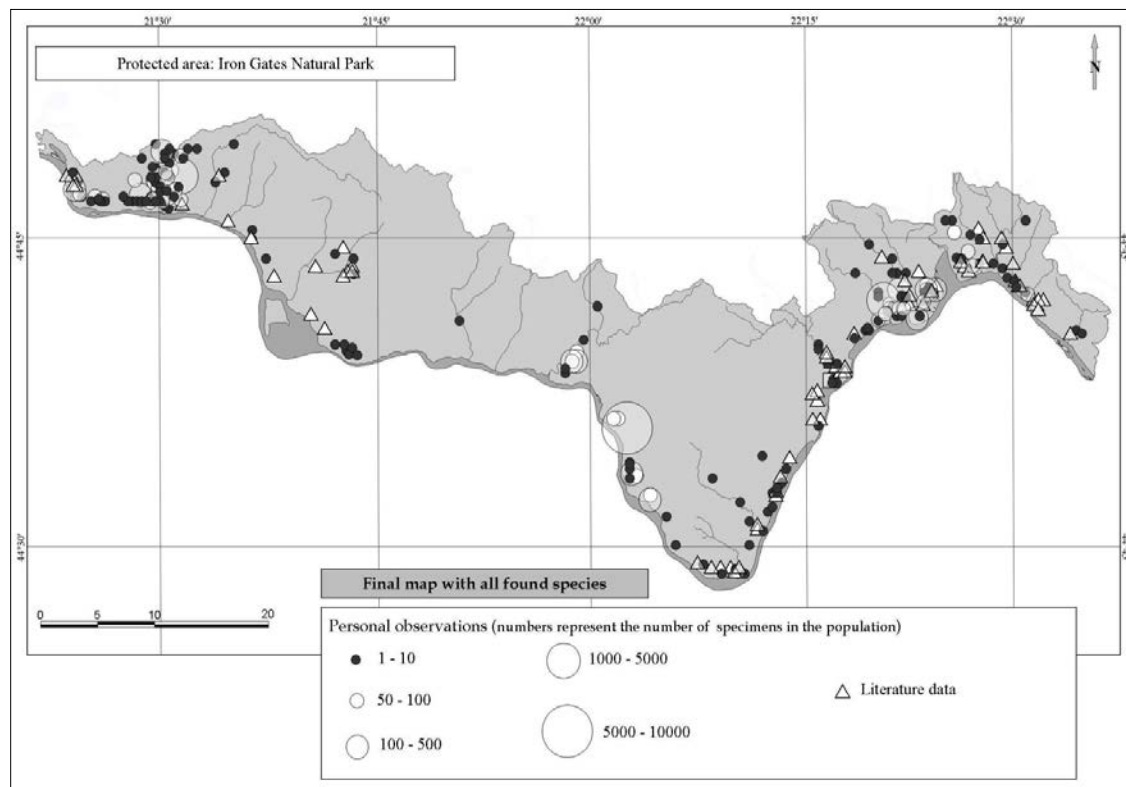 21°30' 21°45' 22°00' 22°15' 22°30'
Protected area: Iron Gates Natural Park
N
44°45'
44°30'
Final map with all found species
0 5 10 20
Personal observations (numbers represent the number of specimens in the population)
1 - 10
1000 - 5000
Literature data
50 - 100
5000 - 10000
100 - 500